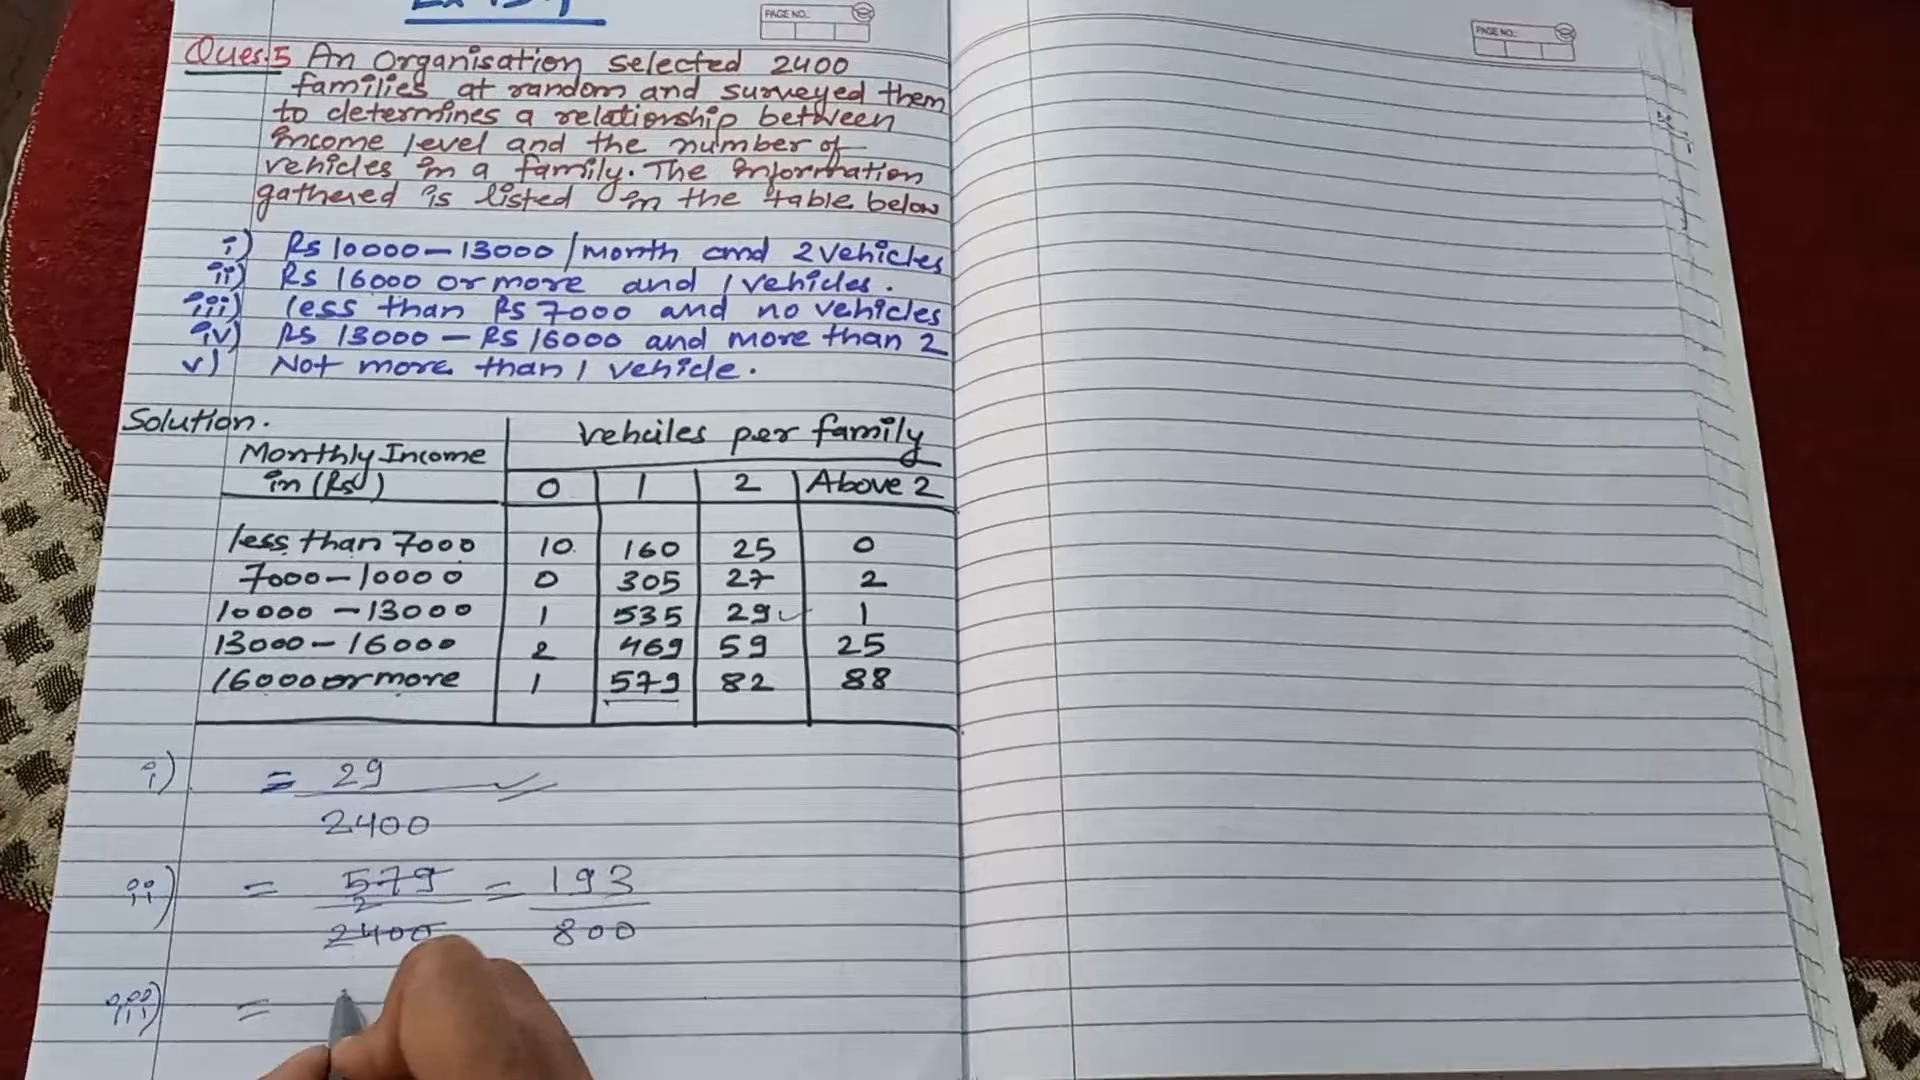 PAGE NO.
PAGE NO.
Ques.5 An Organisation selected 2400
families at random and surveyed them
to determines a relationship between
income level and the number of
vehicles in a family. The information
gathered is listed in the table below
i) Rs 10000-13000/month and 2 vehicles
ii) Rs 16000 or more and 1 vehicles.
iii) less than Rs 7000 and no vehicles
iv) Rs 13000 - Rs 16000 and more than 2
v) Not more than 1 vehicle.
Solution.
Monthly Income in (Rs) Vehciles per family
0 1 2 Above 2
less than 7000 10 160 25 0
7000-10000 0 305 27 2
10000-13000 1 535 29 1
13000-16000 2 469 59 25
16000 or more 1 579 82 88
i) = 29
2400
ii) = 579 = 193
2400 800
iii) =